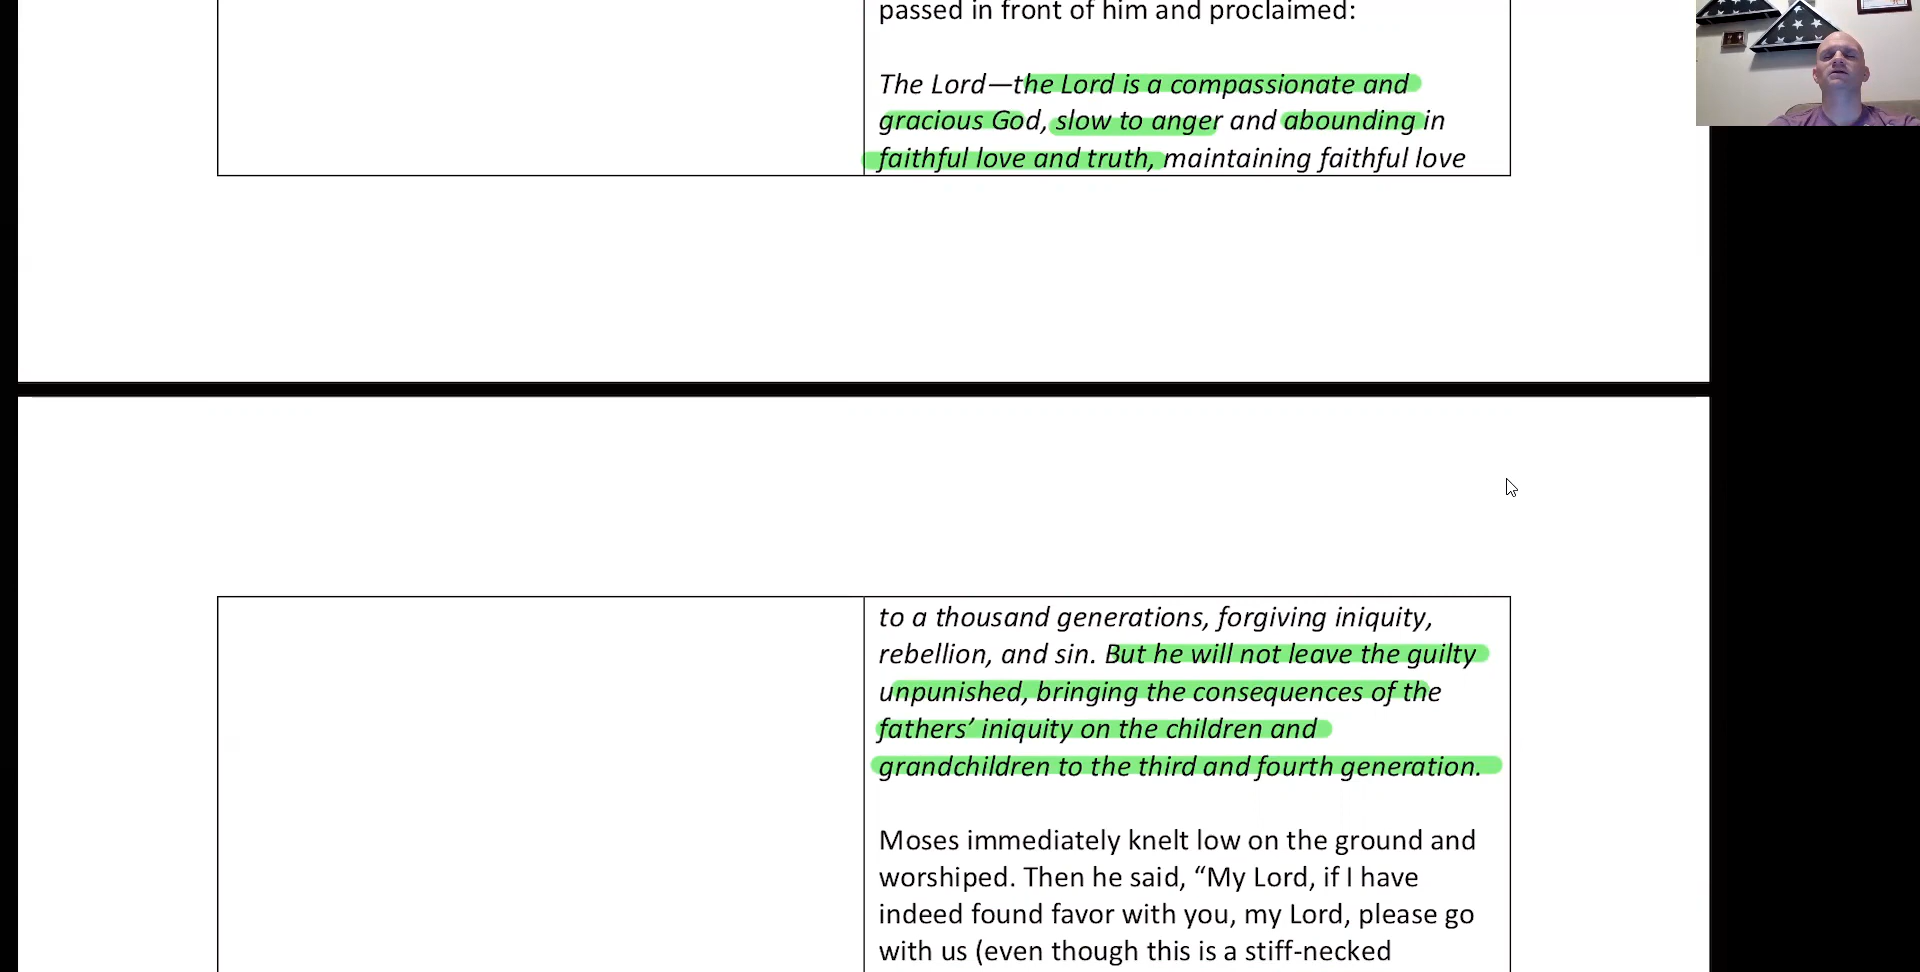 passed in front of him and proclaimed:
The Lord—the Lord is a compassionate and
gracious God, slow to anger and abounding in
faithful love and truth, maintaining faithful love
to a thousand generations, forgiving iniquity,
rebellion, and sin. But he will not leave the guilty
unpunished, bringing the consequences of the
fathers’ iniquity on the children and
grandchildren to the third and fourth generation.
Moses immediately knelt low on the ground and
worshiped. Then he said, “My Lord, if I have
indeed found favor with you, my Lord, please go
with us (even though this is a stiff-necked